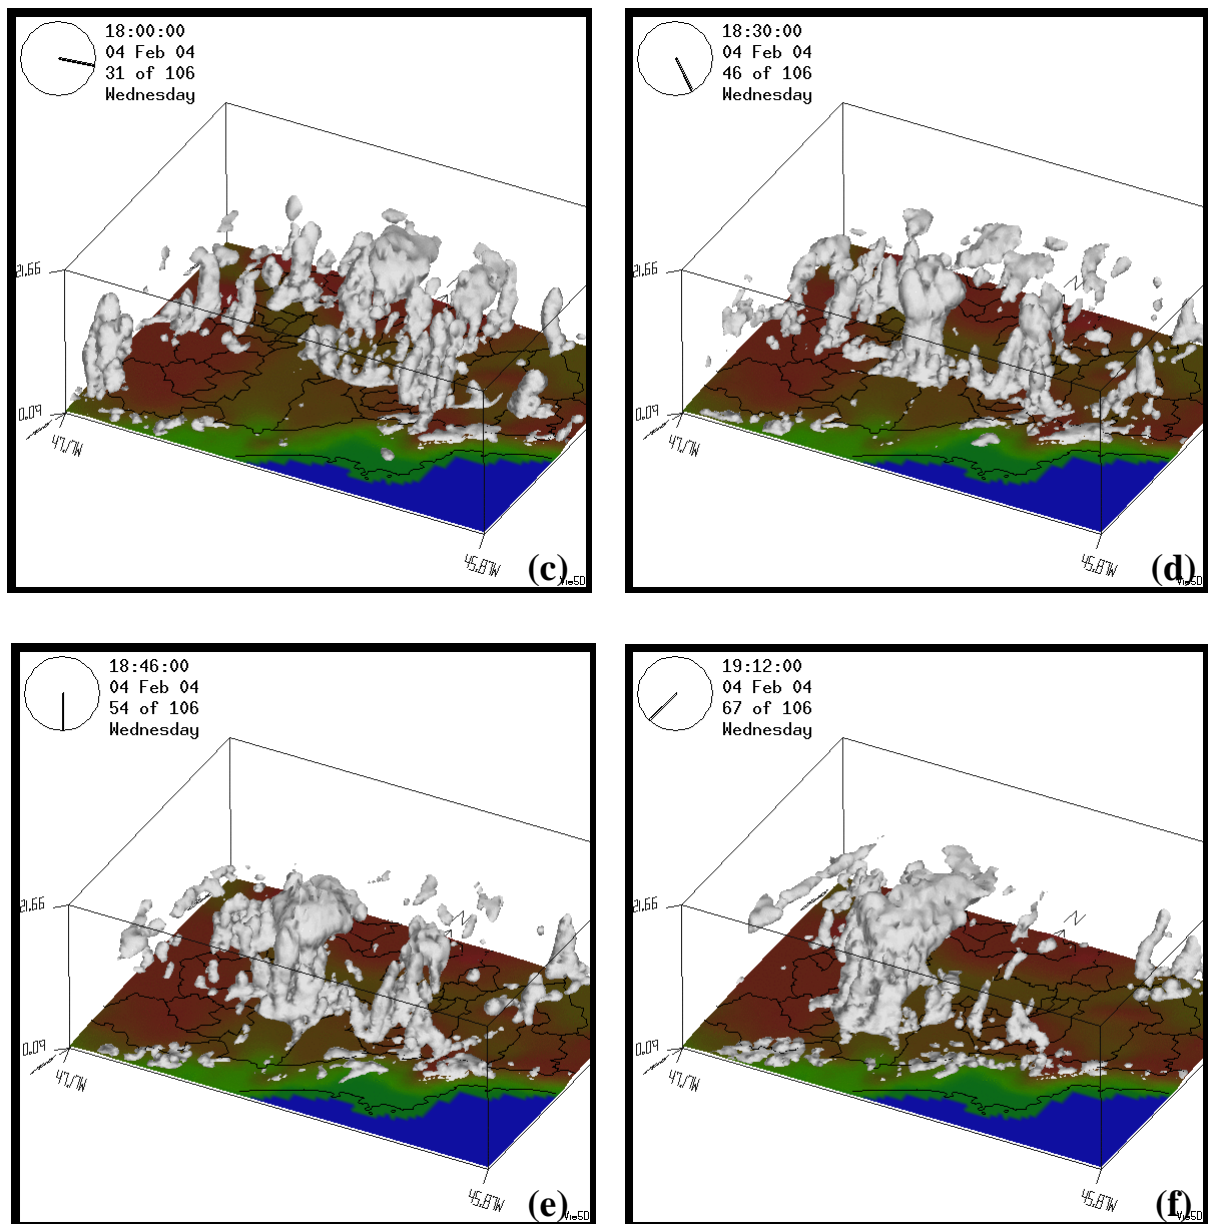 18:00:00
04 Feb 04
31 of 106
Wednesday
21.66
0.09
47.7W
45.87W
(c)
Vis5D
18:30:00
04 Feb 04
46 of 106
Wednesday
21.66
0.09
47.7W
45.87W
(d)
Vis5D
18:46:00
04 Feb 04
54 of 106
Wednesday
21.66
0.09
47.7W
45.87W
(e)
Vis5D
19:12:00
04 Feb 04
67 of 106
Wednesday
21.66
0.09
47.7W
45.87W
(f)
Vis5D